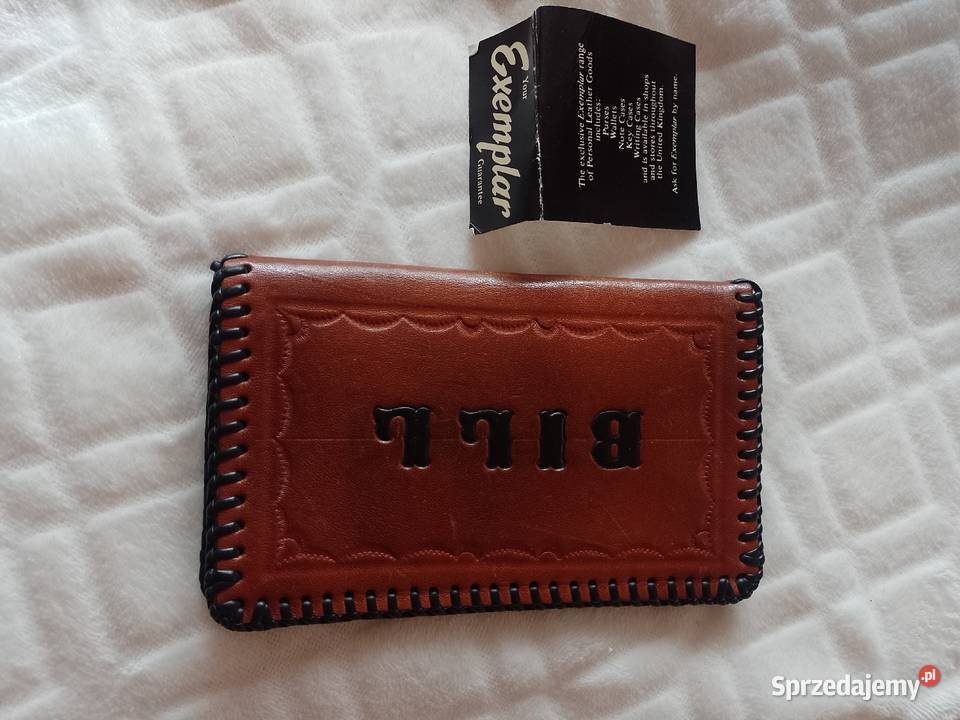 Your
Exemplar
Guarantee
The exclusive Exemplar range
of Personal Leather Goods
includes:
Purses
Wallets
Note Cases
Key Cases
Writing Cases
and is available in shops
and stores throughout
the United Kingdom
Ask for Exemplar by name.
BILL
Sprzedajemy.pl